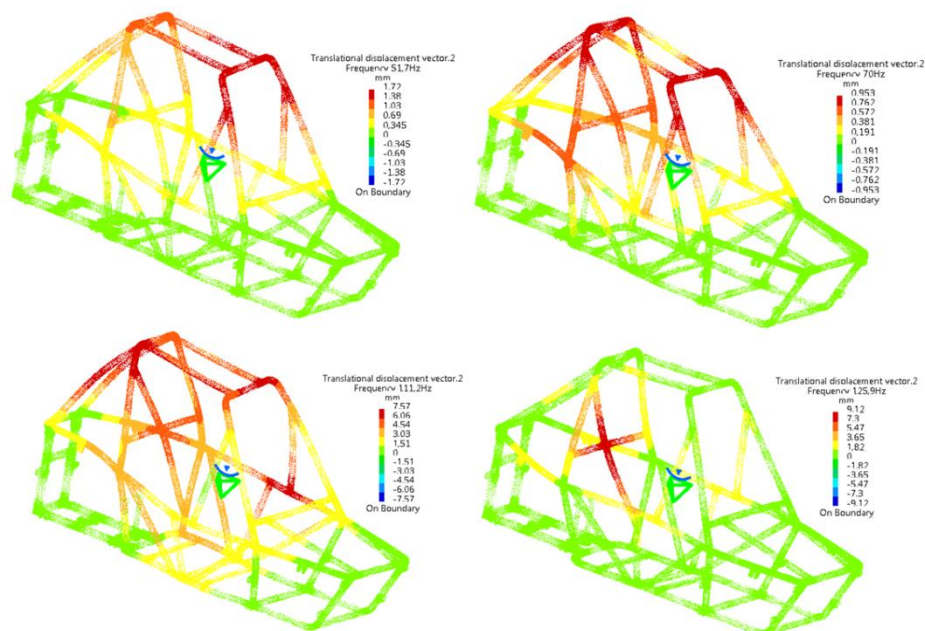 Translational displacement vector.2
Frequency 51,7Hz
mm
1.72
1.38
1.03
0.69
0.345
0
-0.345
-0.69
-1.03
-1.38
-1.72
On Boundary
Translational displacement vector.2
Frequency 70Hz
mm
0.953
0.762
0.572
0.381
0.191
0
-0.191
-0.381
-0.572
-0.762
-0.953
On Boundary
Translational displacement vector.2
Frequency 111,2Hz
mm
7.57
6.06
4.54
3.03
1.51
0
-1.51
-3.03
-4.54
-6.06
-7.57
On Boundary
Translational displacement vector.2
Frequency 125,9Hz
mm
9.12
7.3
5.47
3.65
1.82
0
-1.82
-3.65
-5.47
-7.3
-9.12
On Boundary